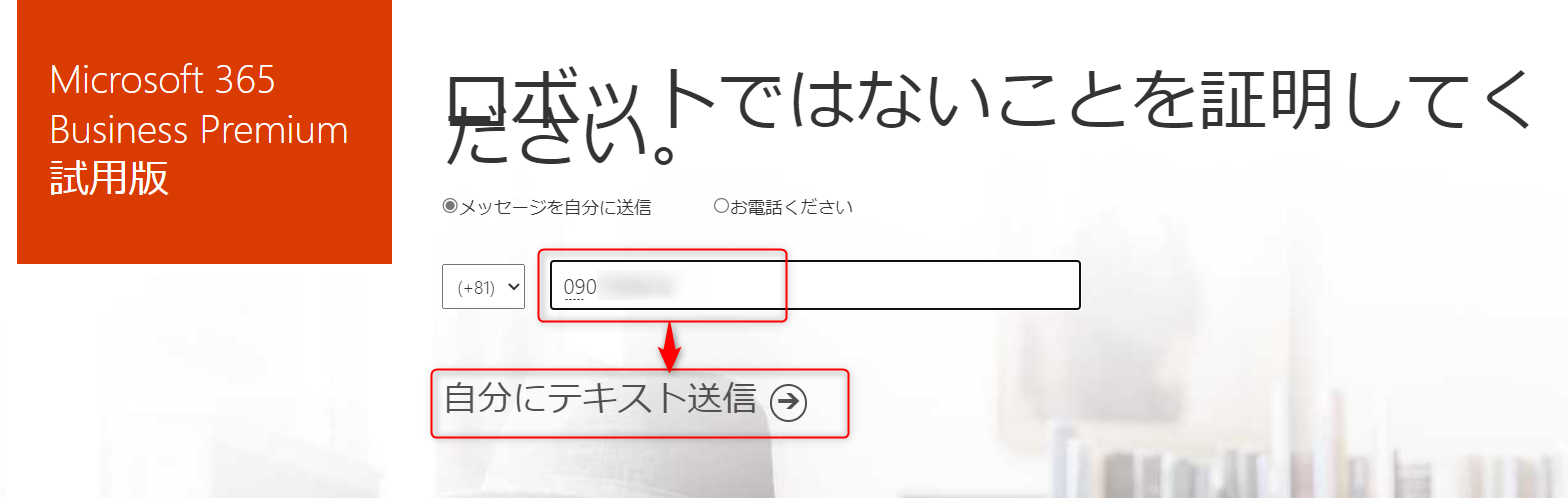 Microsoft 365
Business Premium
試用版
ロボットではないことを証明してく
ださい。
メッセージを自分に送信 お電話ください
(+81) 090
自分にテキスト送信